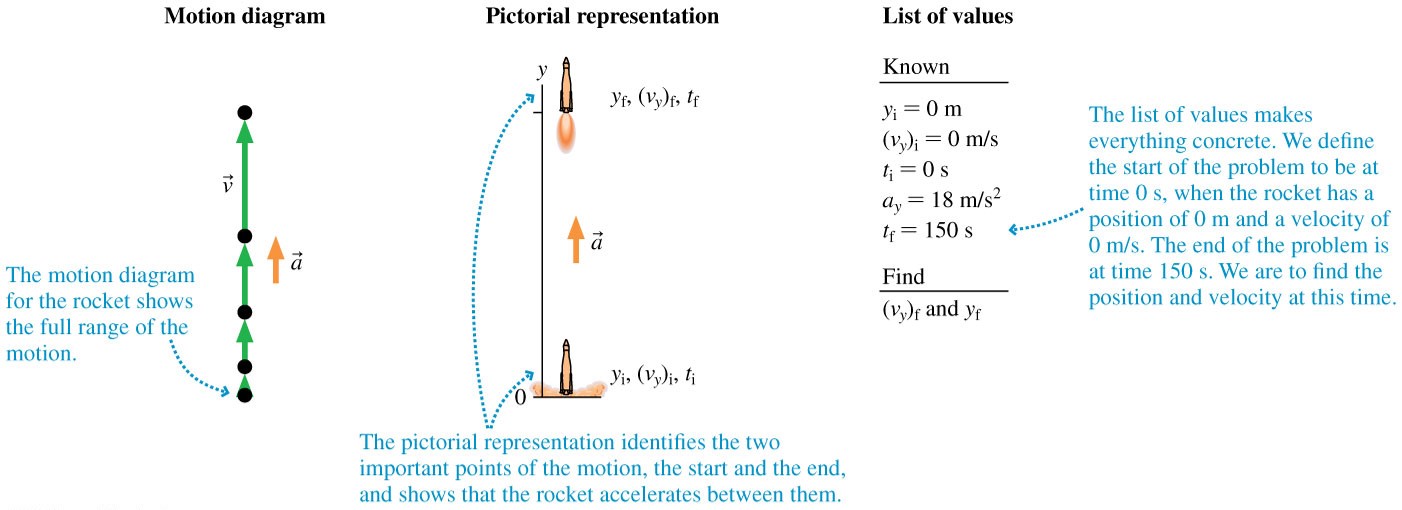 Motion diagram
v⃗
a⃗
The motion diagram
for the rocket shows
the full range of the
motion.
Pictorial representation
y
y_f, (v_y)_f, t_f
a⃗
y_i, (v_y)_i, t_i
0
The pictorial representation identifies the two
important points of the motion, the start and the end,
and shows that the rocket accelerates between them.
List of values
Known
y_i = 0 m
(v_y)_i = 0 m/s
t_i = 0 s
a_y = 18 m/s²
t_f = 150 s
Find
(v_y)_f and y_f
The list of values makes
everything concrete. We define
the start of the problem to be at
time 0 s, when the rocket has a
position of 0 m and a velocity of
0 m/s. The end of the problem is
at time 150 s. We are to find the
position and velocity at this time.